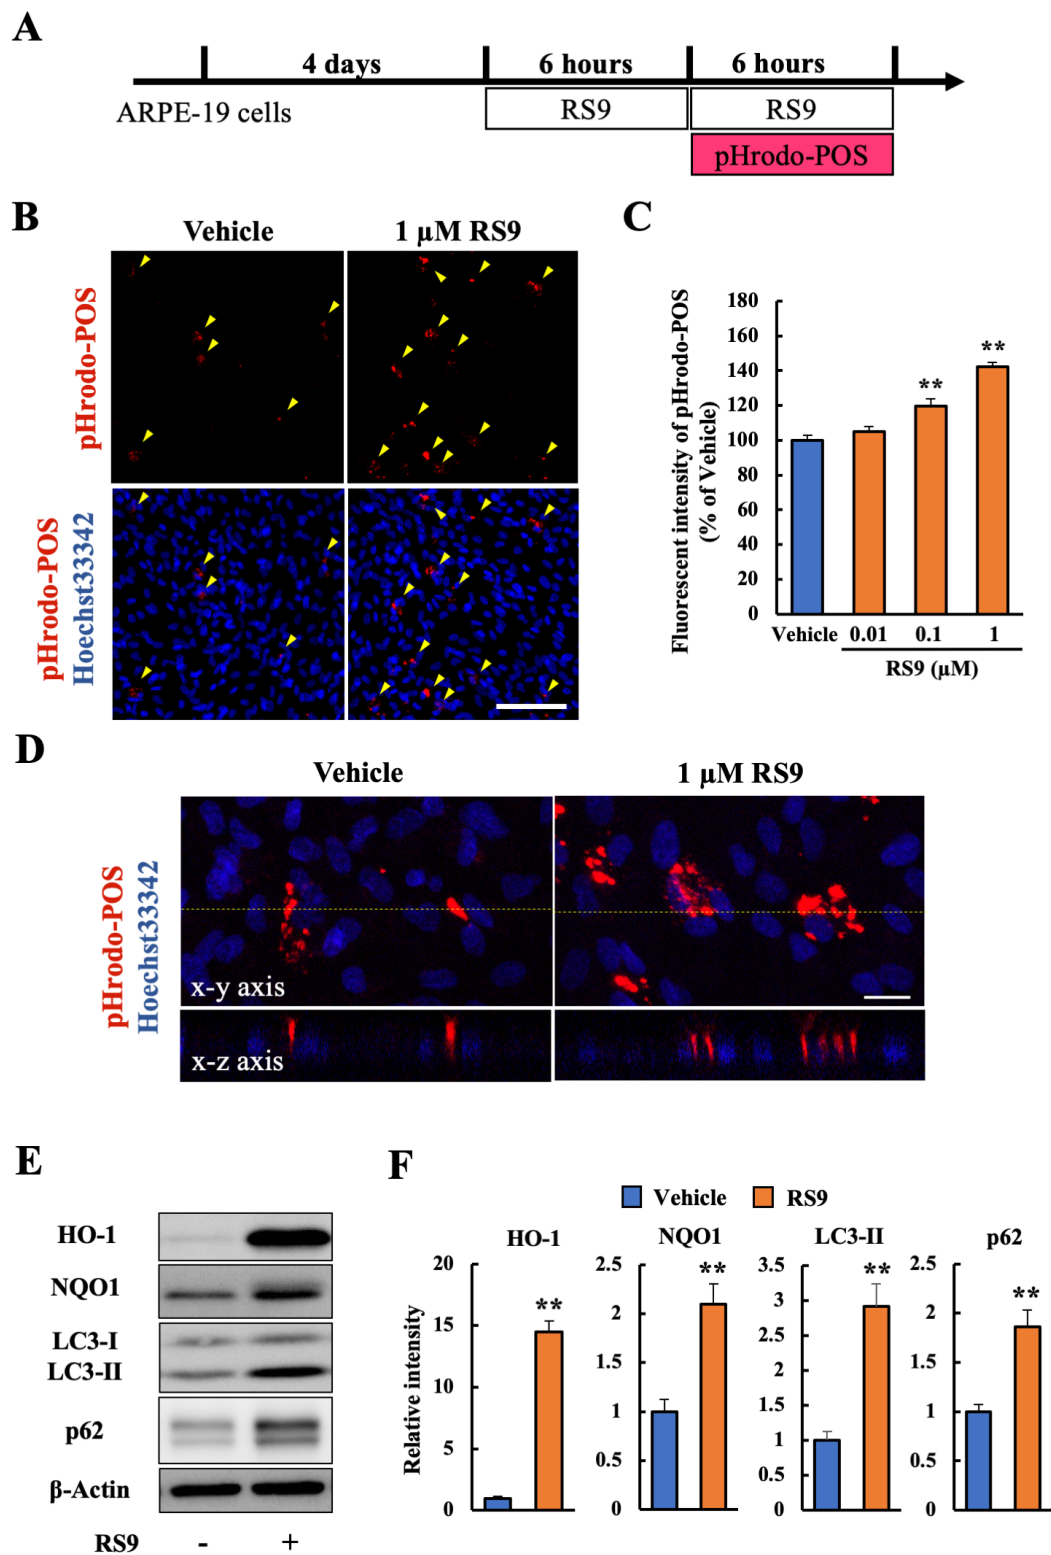 A
4 days
6 hours
6 hours
ARPE-19 cells
RS9
RS9
pHrodo-POS
B
Vehicle
1 μM RS9
pHrodo-POS
pHrodo-POS
Hoechst33342
C
Fluorescent intensity of pHrodo-POS
(% of Vehicle)
180
160
140
120
100
80
60
40
20
0
**
**
Vehicle
0.01
0.1
1
RS9 (μM)
D
Vehicle
1 μM RS9
pHrodo-POS
Hoechst33342
x-y axis
x-z axis
E
HO-1
NQO1
LC3-I
LC3-II
p62
β-Actin
RS9
-
+
F
Vehicle
RS9
Relative intensity
HO-1
20
15
10
5
0
**
NQO1
2.5
2
1.5
1
0.5
0
**
LC3-II
3.5
3
2.5
2
1.5
1
0.5
0
**
p62
2.5
2
1.5
1
0.5
0
**